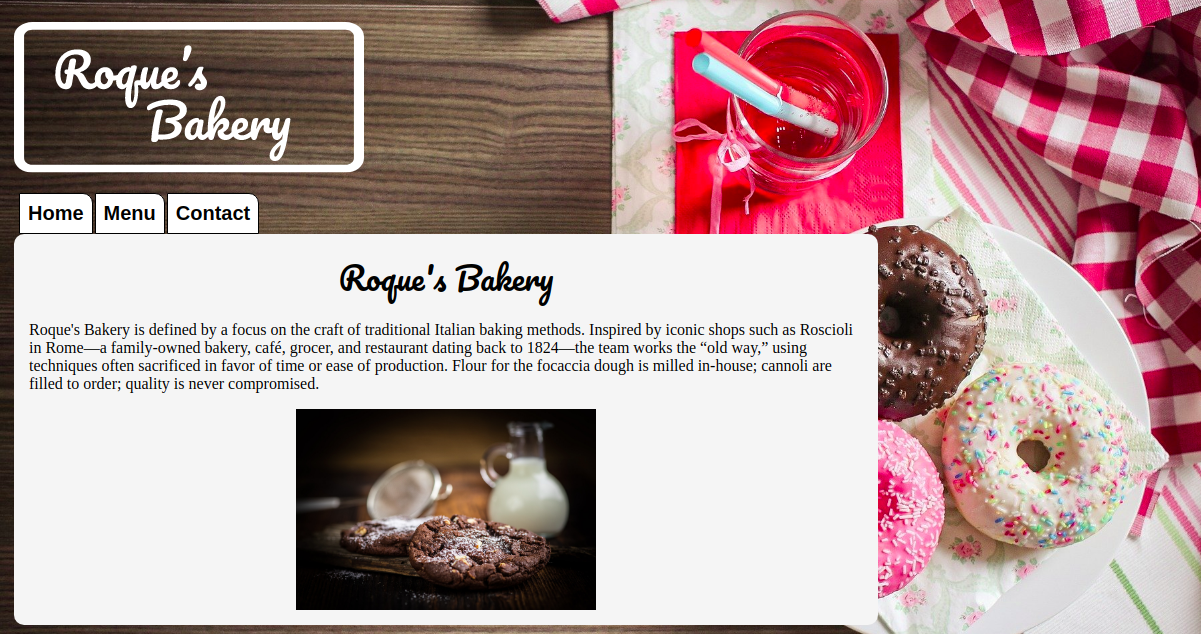 Roque's
Bakery
Home Menu Contact
Roque's Bakery
Roque's Bakery is defined by a focus on the craft of traditional Italian baking methods. Inspired by iconic shops such as Roscioli
in Rome—a family-owned bakery, café, grocer, and restaurant dating back to 1824—the team works the “old way,” using
techniques often sacrificed in favor of time or ease of production. Flour for the focaccia dough is milled in-house; cannoli are
filled to order; quality is never compromised.